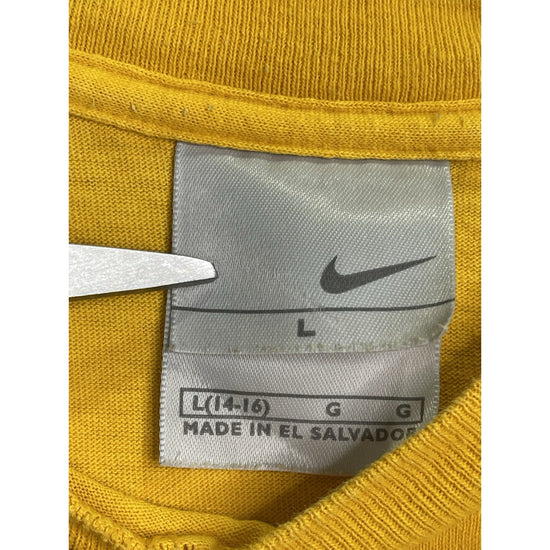 L
L(14-16) G G
MADE IN EL SALVADOR